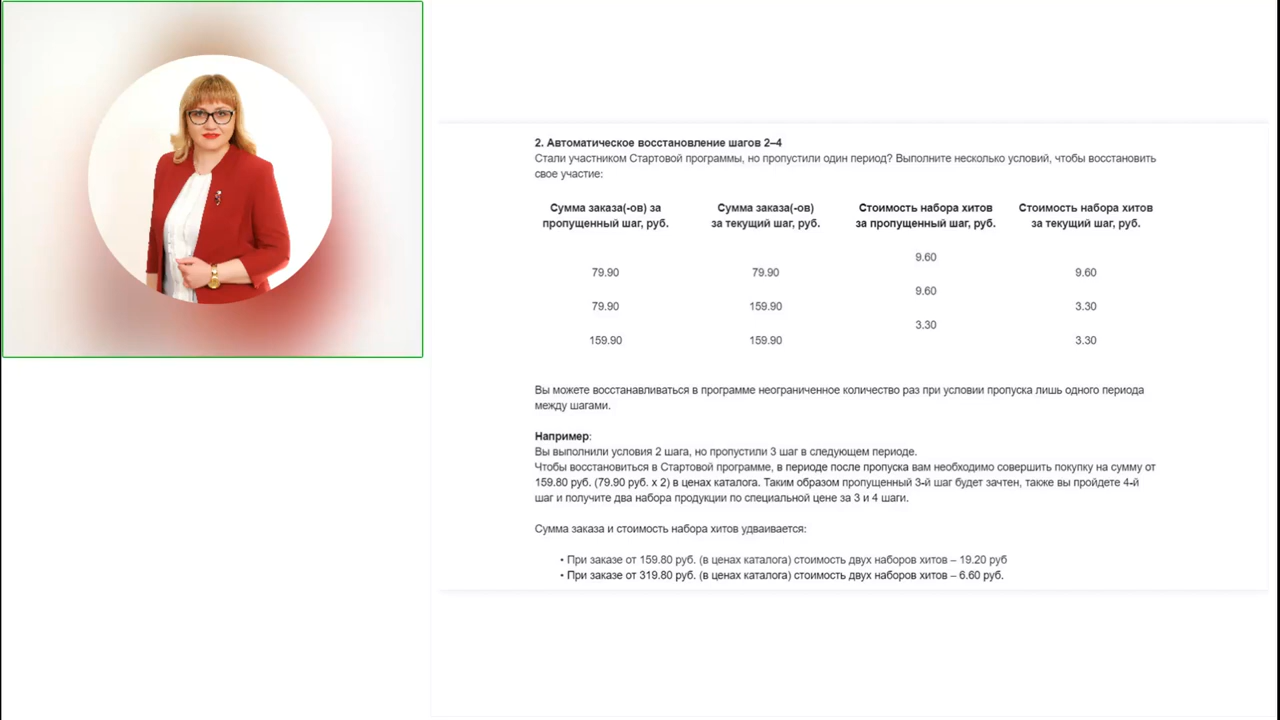 2. Автоматическое восстановление шагов 2–4
Стали участником Стартовой программы, но пропустили один период? Выполните несколько условий, чтобы восстановить
свое участие:
Сумма заказа(-ов) за Сумма заказа(-ов) Стоимость набора хитов Стоимость набора хитов
пропущенный шаг, руб. за текущий шаг, руб. за пропущенный шаг, руб. за текущий шаг, руб.
9.60
79.90 79.90 9.60
9.60
79.90 159.90 3.30
3.30
159.90 159.90 3.30
Вы можете восстанавливаться в программе неограниченное количество раз при условии пропуска лишь одного периода
между шагами.
Например:
Вы выполнили условия 2 шага, но пропустили 3 шаг в следующем периоде.
Чтобы восстановиться в Стартовой программе, в периоде после пропуска вам необходимо совершить покупку на сумму от
159.80 руб. (79.90 руб. x 2) в ценах каталога. Таким образом пропущенный 3-й шаг будет зачтен, также вы пройдете 4-й
шаг и получите два набора продукции по специальной цене за 3 и 4 шаги.
Сумма заказа и стоимость набора хитов удваивается:
• При заказе от 159.80 руб. (в ценах каталога) стоимость двух наборов хитов – 19.20 руб
• При заказе от 319.80 руб. (в ценах каталога) стоимость двух наборов хитов – 6.60 руб.